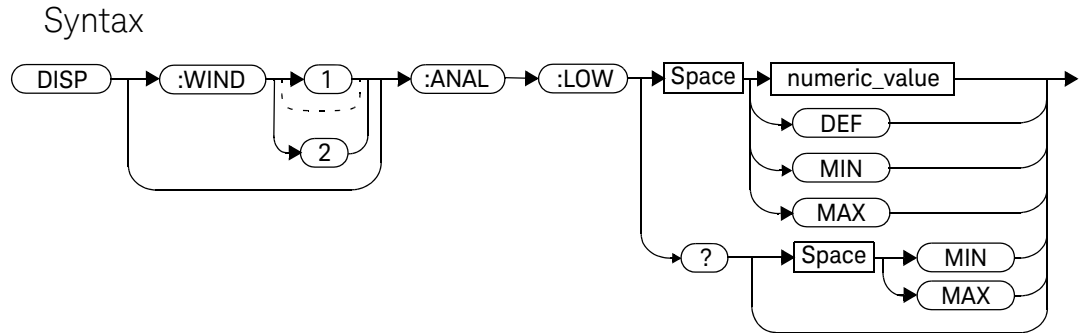 Syntax
DISP :WIND 1 :ANAL :LOW Space numeric_value
2 DEF
MIN
MAX
? Space MIN
MAX